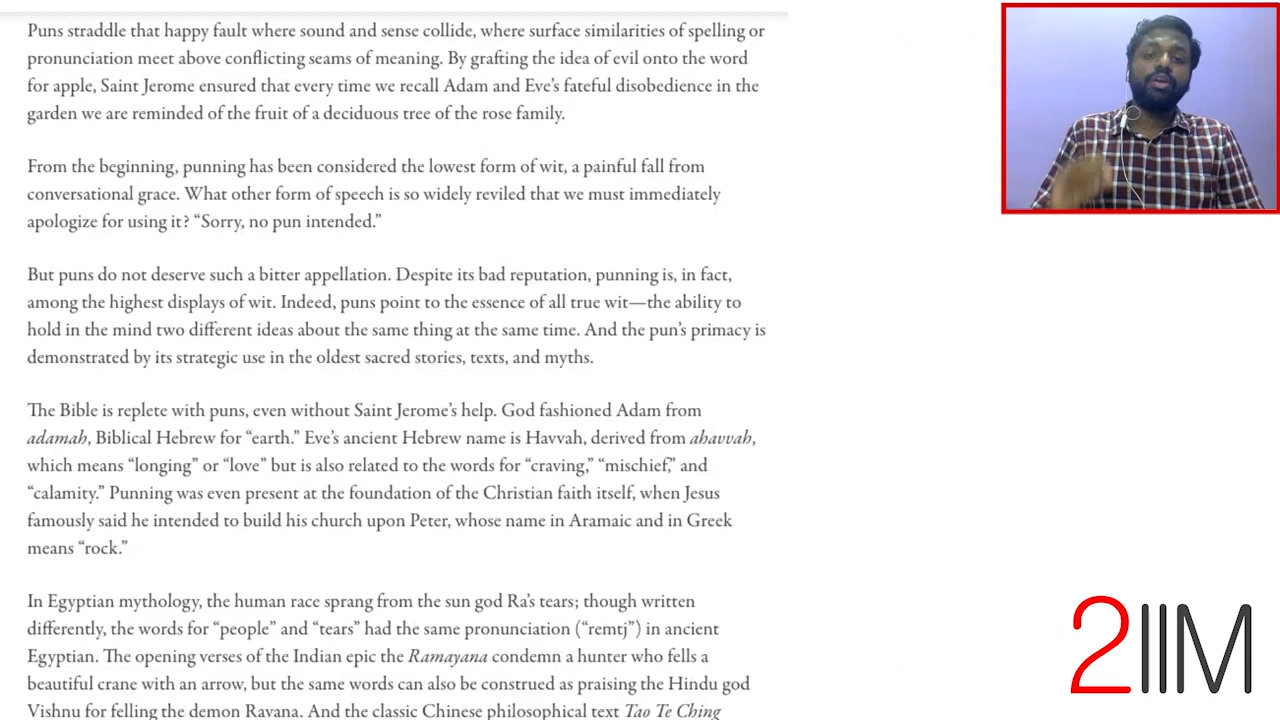 Puns straddle that happy fault where sound and sense collide, where surface similarities of spelling or
pronunciation meet above conflicting seams of meaning. By grafting the idea of evil onto the word
for apple, Saint Jerome ensured that every time we recall Adam and Eve’s fateful disobedience in the
garden we are reminded of the fruit of a deciduous tree of the rose family.
From the beginning, punning has been considered the lowest form of wit, a painful fall from
conversational grace. What other form of speech is so widely reviled that we must immediately
apologize for using it? “Sorry, no pun intended.”
But puns do not deserve such a bitter appellation. Despite its bad reputation, punning is, in fact,
among the highest displays of wit. Indeed, puns point to the essence of all true wit—the ability to
hold in the mind two different ideas about the same thing at the same time. And the pun’s primacy is
demonstrated by its strategic use in the oldest sacred stories, texts, and myths.
The Bible is replete with puns, even without Saint Jerome’s help. God fashioned Adam from
adamah, Biblical Hebrew for “earth.” Eve’s ancient Hebrew name is Havvah, derived from ahavvah,
which means “longing” or “love” but is also related to the words for “craving,” “mischief,” and
“calamity.” Punning was even present at the foundation of the Christian faith itself, when Jesus
famously said he intended to build his church upon Peter, whose name in Aramaic and in Greek
means “rock.”
In Egyptian mythology, the human race sprang from the sun god Ra’s tears; though written
differently, the words for “people” and “tears” had the same pronunciation (“remtj”) in ancient
Egyptian. The opening verses of the Indian epic the Ramayana condemn a hunter who fells a
beautiful crane with an arrow, but the same words can also be construed as praising the Hindu god
Vishnu for felling the demon Ravana. And the classic Chinese philosophical text Tao Te Ching
2IIM